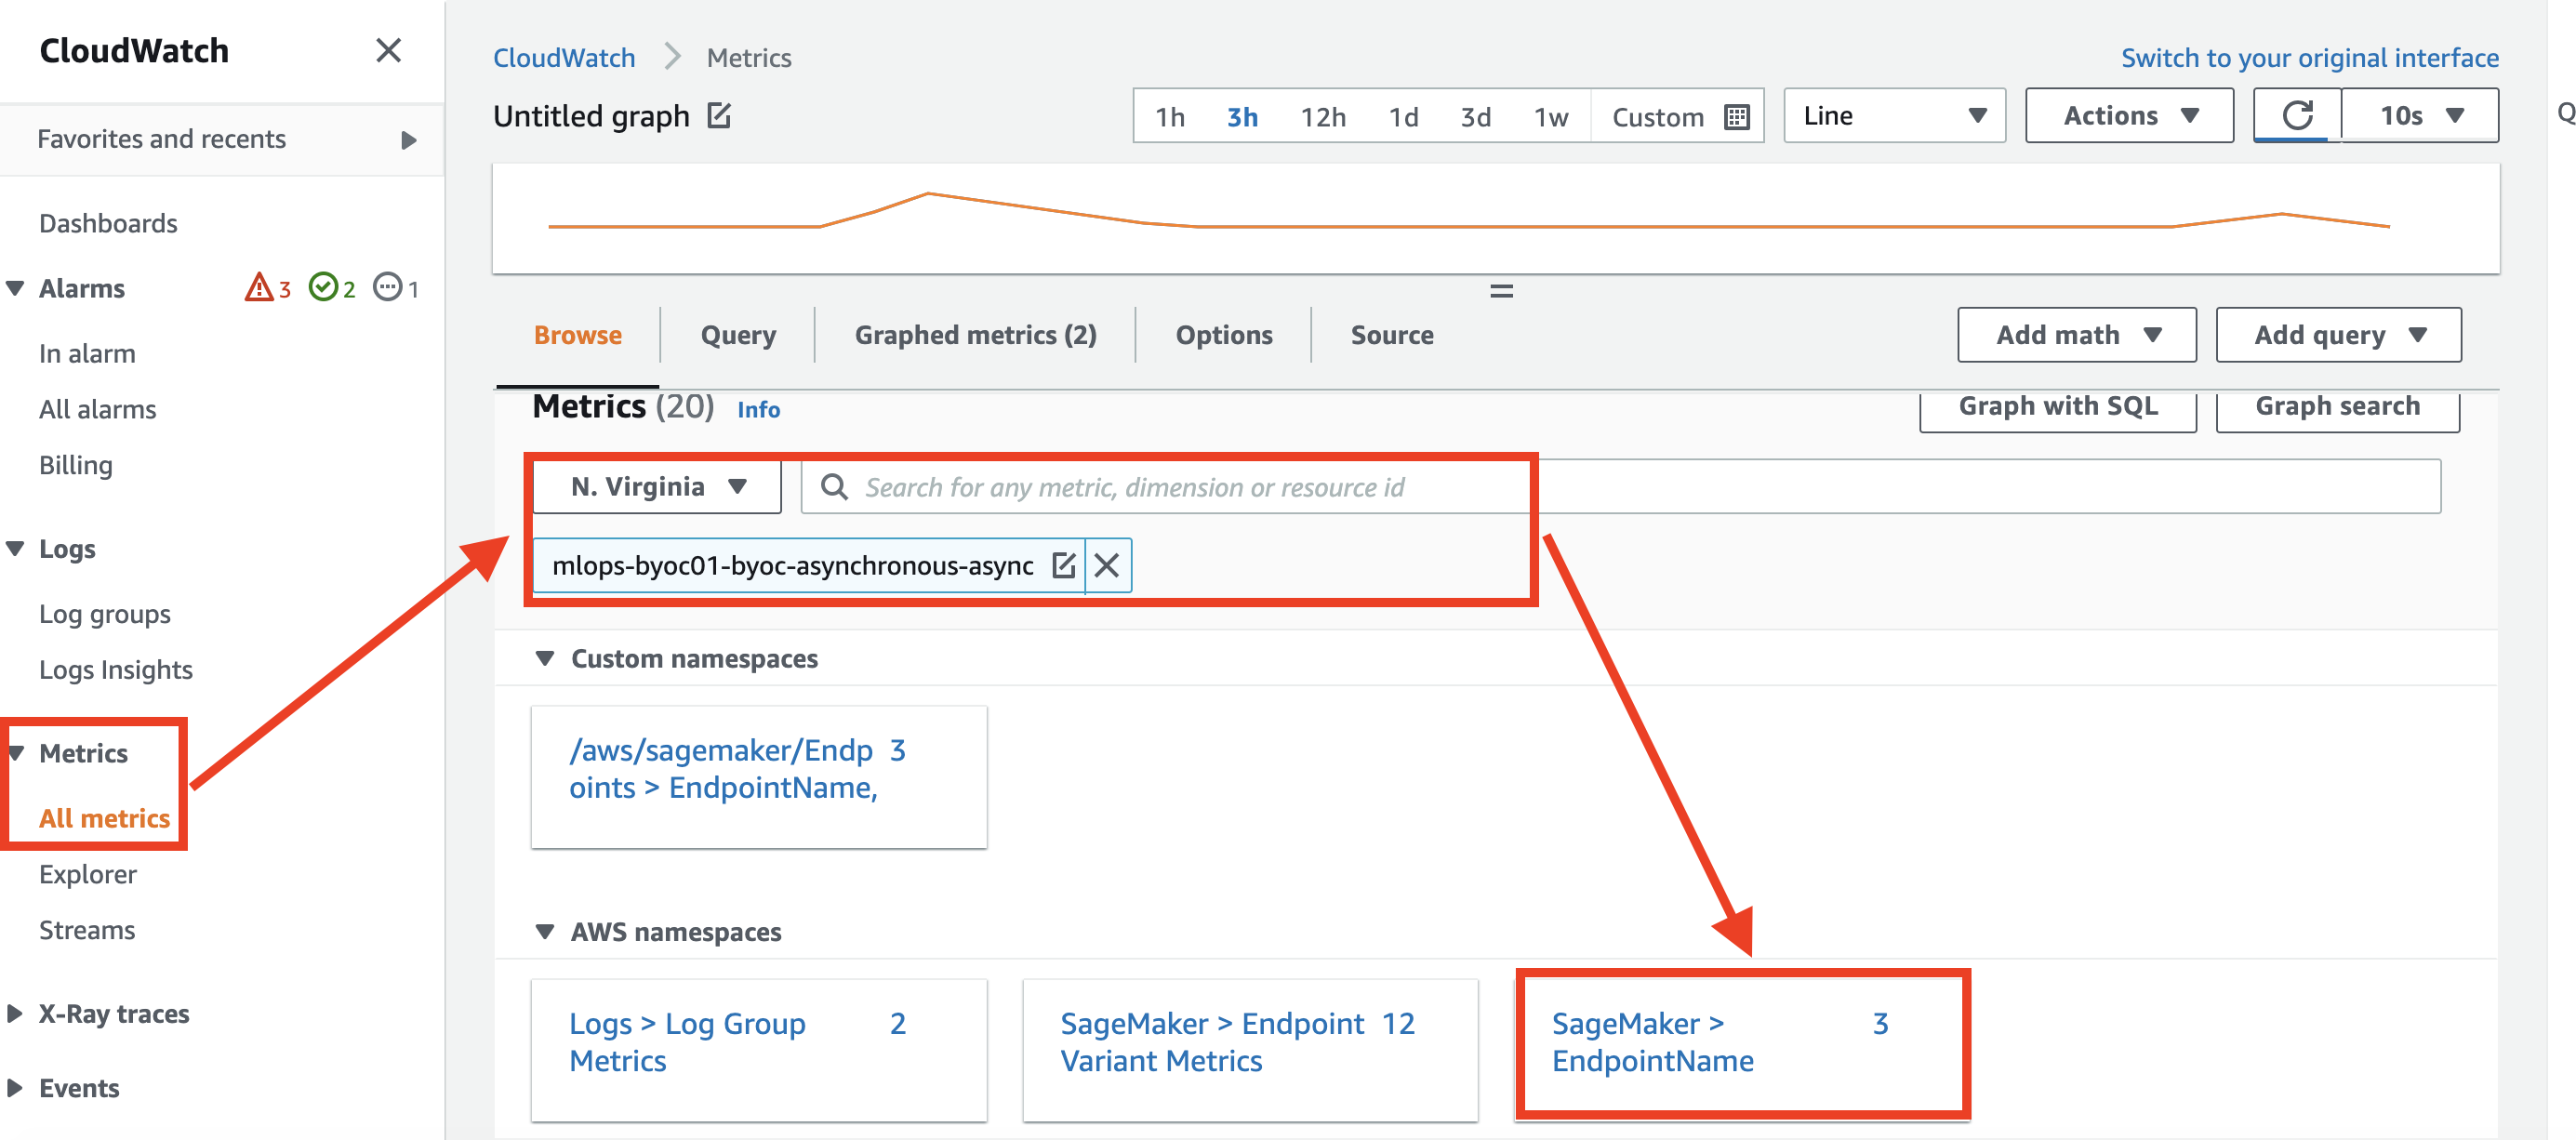 CloudWatch
Favorites and recents
Dashboards
Alarms 3 2 1
In alarm
All alarms
Billing
Logs
Log groups
Logs Insights
Metrics
All metrics
Explorer
Streams
X-Ray traces
Events
CloudWatch Metrics
Switch to your original interface
Untitled graph
1h 3h 12h 1d 3d 1w Custom
Line
Actions
10s
Browse Query Graphed metrics (2) Options Source
Add math
Add query
Metrics (20) Info
Graph with SQL
Graph search
N. Virginia
Search for any metric, dimension or resource id
mlops-byoc01-byoc-asynchronous-async
Custom namespaces
/aws/sagemaker/Endp 3
oints > EndpointName,
AWS namespaces
Logs > Log Group 2
Metrics
SageMaker > Endpoint 12
Variant Metrics
SageMaker > 3
EndpointName